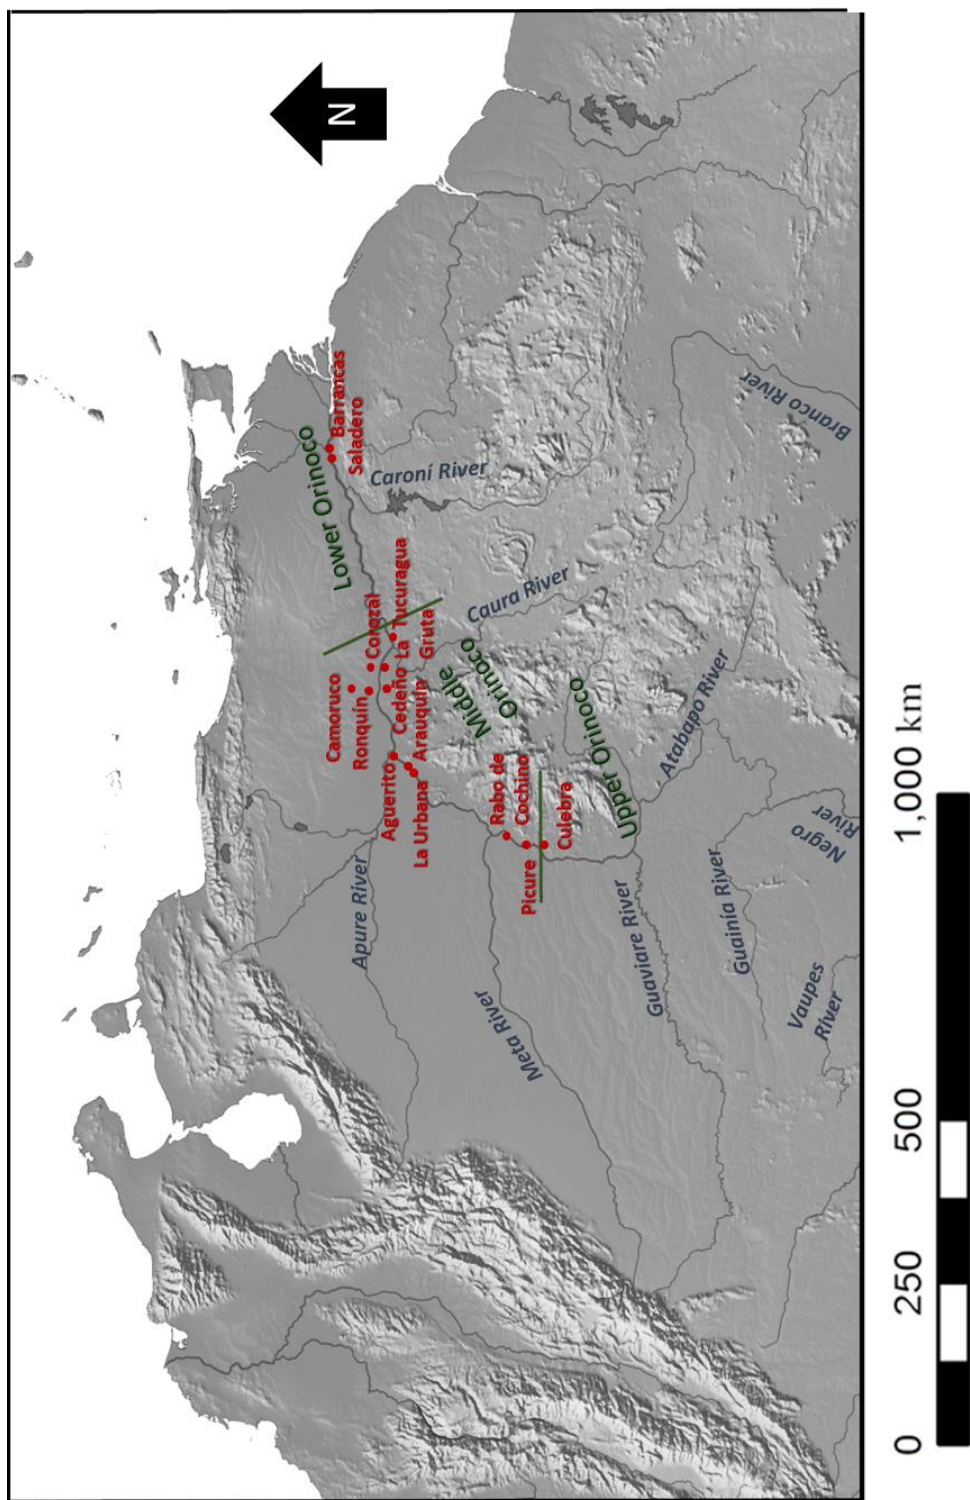 N
Lower Orinoco
Barrancas
Saladero
Caroní River
Camoruco
Ronquín
Corozal
Cedeño
La
Gruta
Tucuragua
Caura River
Aguerito
La Urbana
Arauquín
Middle
Orinoco
Branco River
Apure River
Rabo de
Cochino
Picure
Culebra
Upper Orinoco
Atabapo River
Meta River
Guaviare River
Guainía River
Negro
River
Vaupes
River
0
250
500
1,000 km